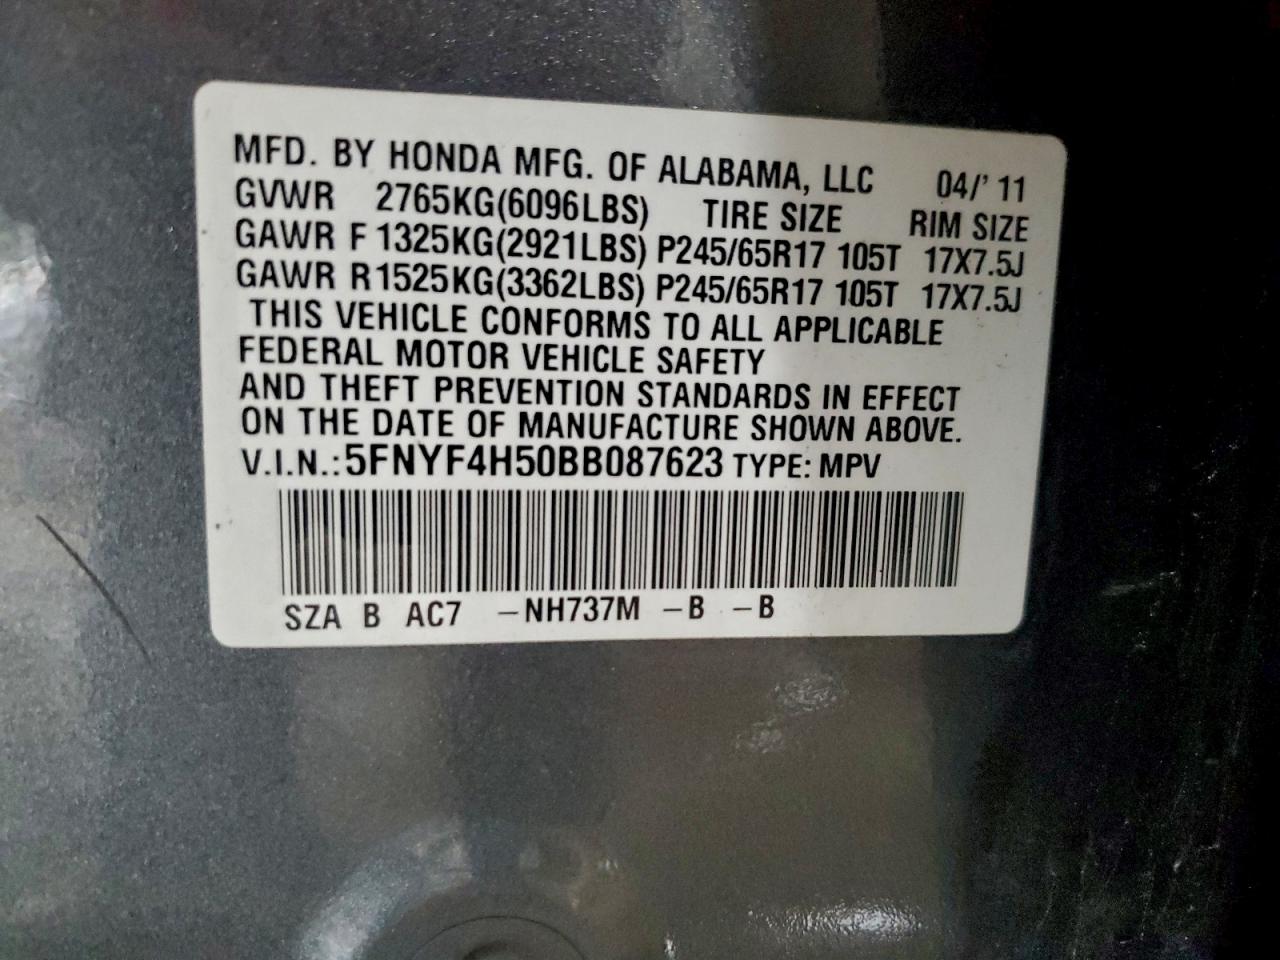 MFD. BY HONDA MFG. OF ALABAMA, LLC 04/' 11
GVWR 2765KG(6096LBS) TIRE SIZE RIM SIZE
GAWR F 1325KG(2921LBS) P245/65R17 105T 17X7.5J
GAWR R1525KG(3362LBS) P245/65R17 105T 17X7.5J
THIS VEHICLE CONFORMS TO ALL APPLICABLE
FEDERAL MOTOR VEHICLE SAFETY
AND THEFT PREVENTION STANDARDS IN EFFECT
ON THE DATE OF MANUFACTURE SHOWN ABOVE.
V.I.N.:5FNYF4H50BB087623 TYPE: MPV
SZA B AC7 –NH737M –B –B